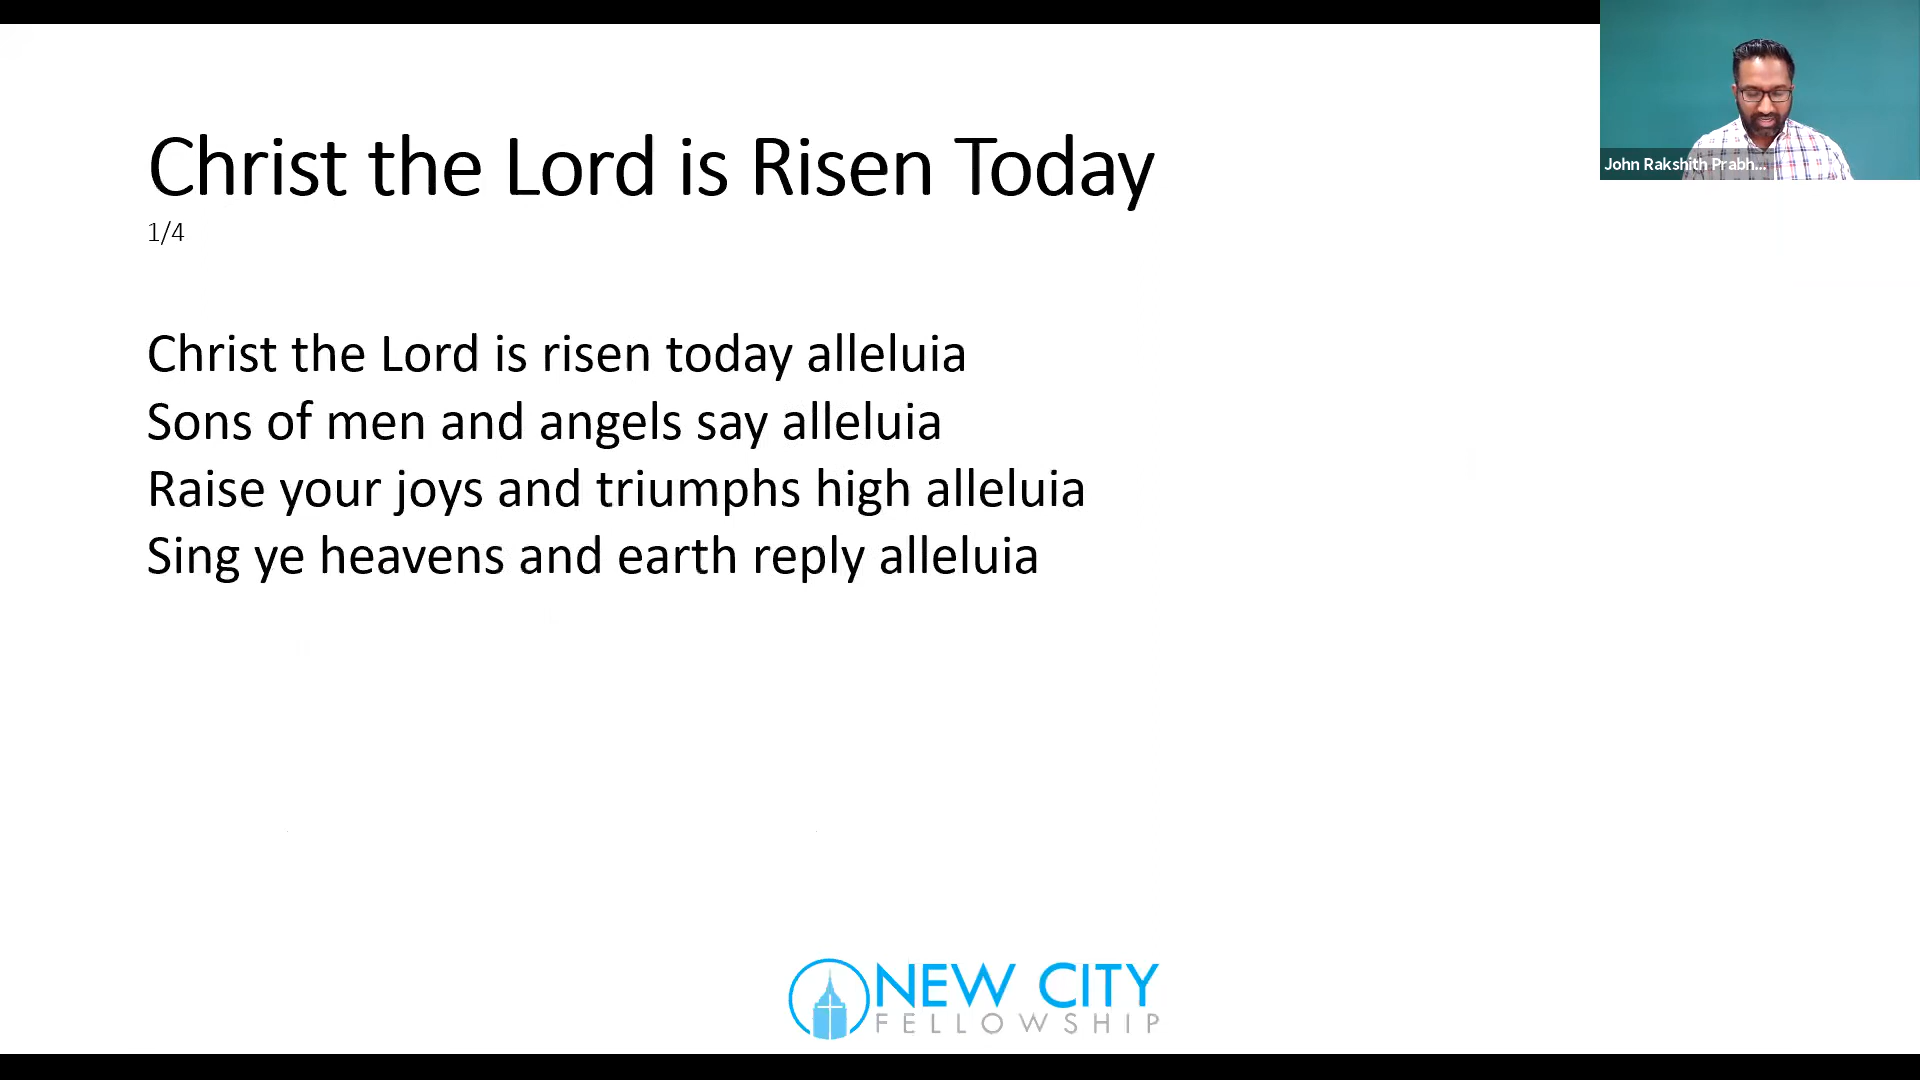 Christ the Lord is Risen Today
1/4
Christ the Lord is risen today alleluia
Sons of men and angels say alleluia
Raise your joys and triumphs high alleluia
Sing ye heavens and earth reply alleluia
John Rakshith Prabh...
NEW CITY
FELLOWSHIP